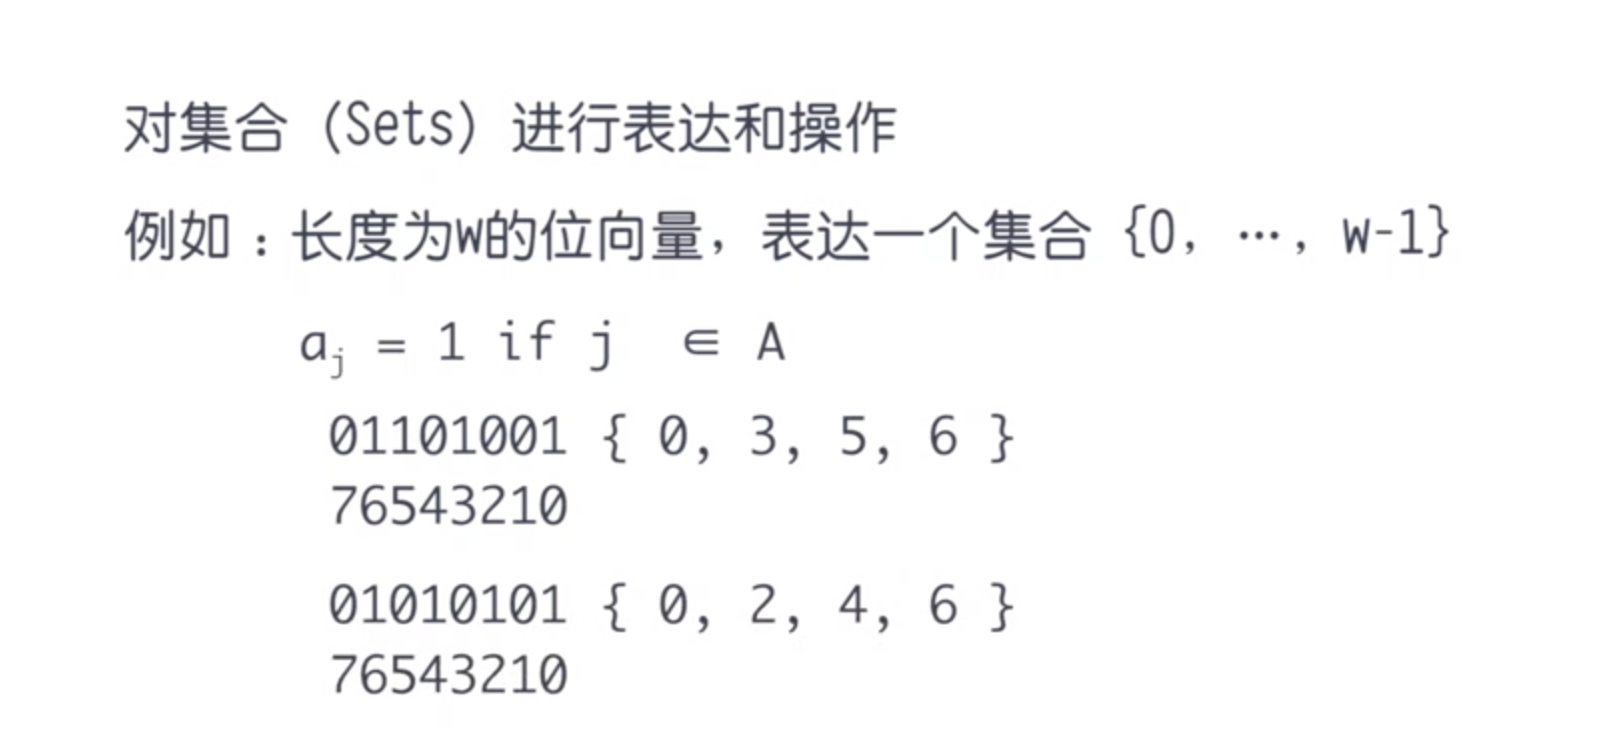 对集合（Sets）进行表达和操作
例如：长度为w的位向量，表达一个集合 {0, …, w-1}
aⱼ = 1 if j ∈ A
01101001 { 0, 3, 5, 6 }
76543210
01010101 { 0, 2, 4, 6 }
76543210